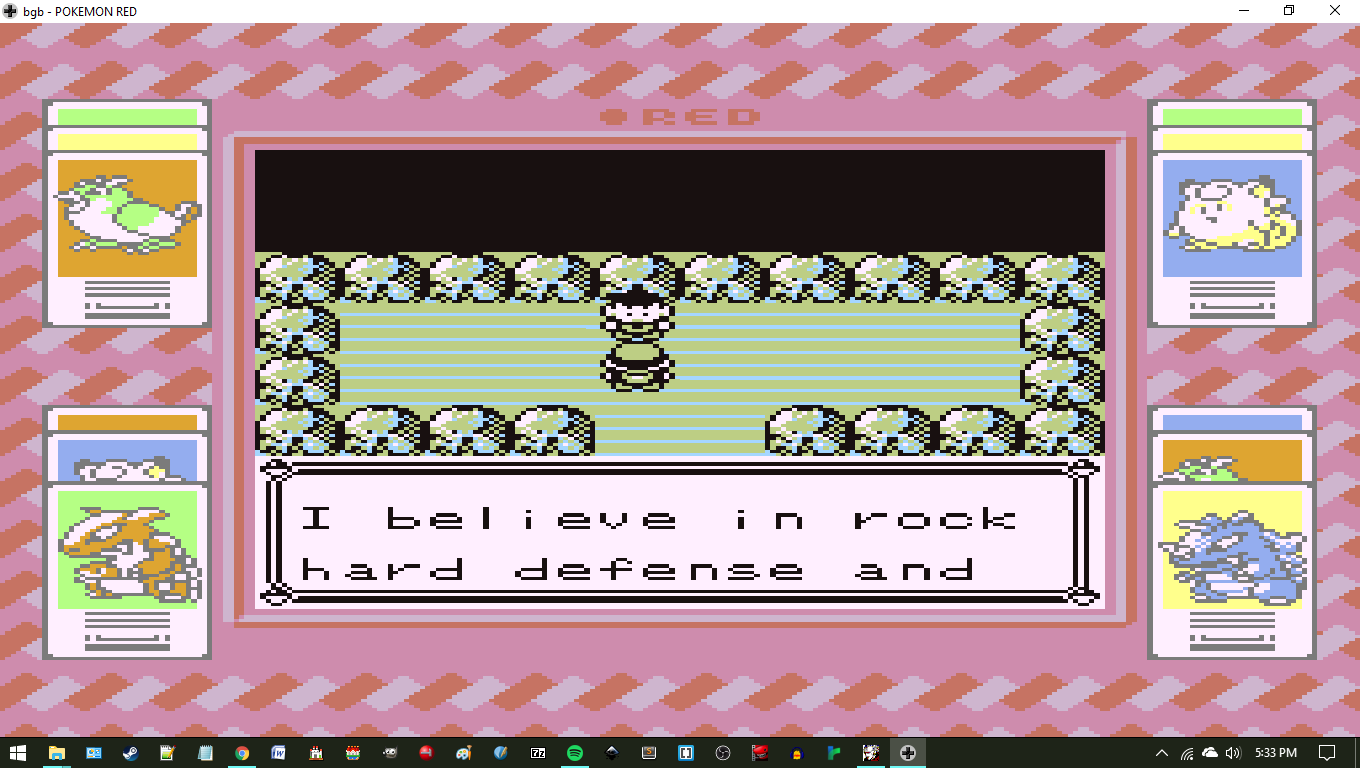 bgb - POKEMON RED
RED
I believe in rock
hard defense and
5:33 PM